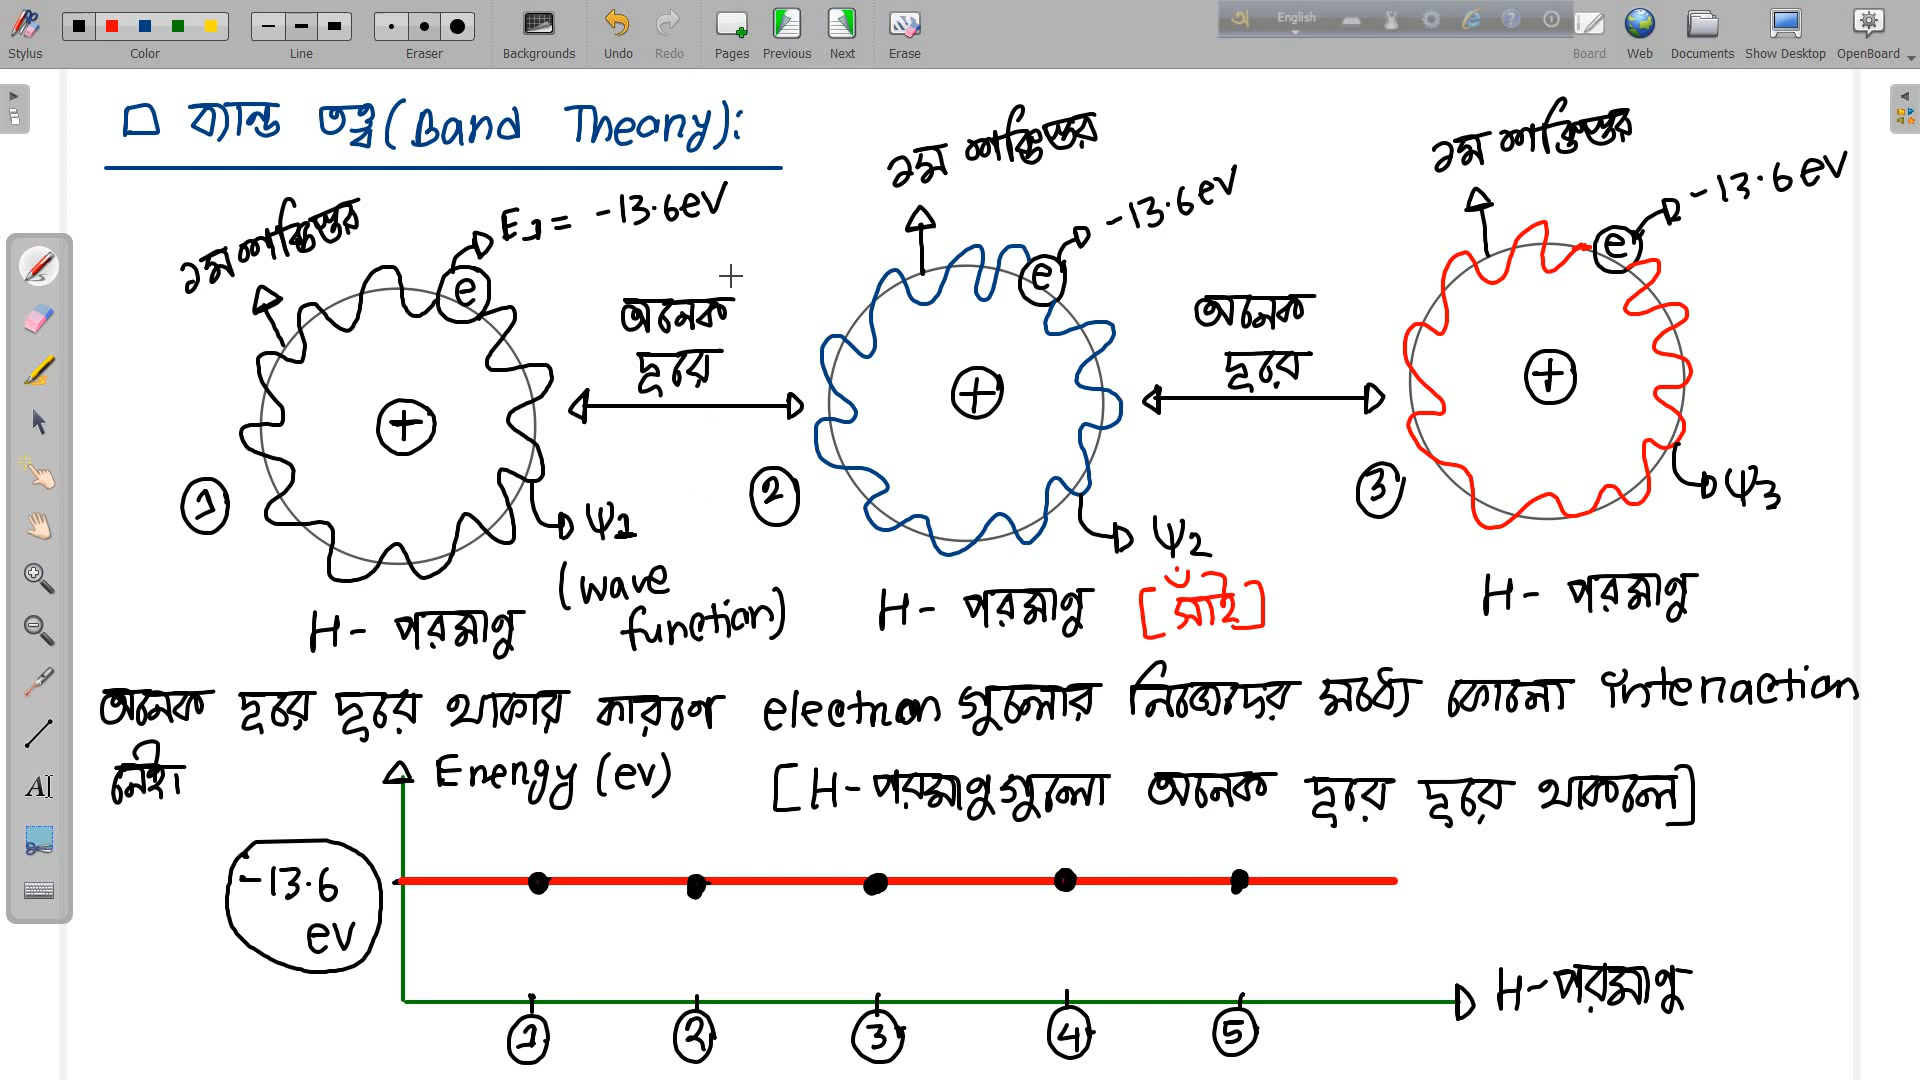 English
Stylus
Color
Line
Eraser
Backgrounds
Undo
Redo
Pages
Previous
Next
Erase
Board
Web
Documents
Show Desktop
OpenBoard
ব্যান্ড তত্ত্ব (Band Theory):
১ম শক্তিস্তর
E₁ = -13.6eV
e
+
1
ψ₁
(wave function)
H- পরমাণু
অনেক দূরে
১ম শক্তিস্তর
-13.6eV
e
+
2
ψ₂
[সাঁই]
H- পরমাণু
অনেক দূরে
১ম শক্তিস্তর
-13.6eV
e
+
3
ψ₃
H- পরমাণু
অনেক দূরে দূরে থাকার কারণে electron গুলোর নিজেদের মধ্যে কোনো interaction
নেই।
Energy (ev)
[H-পরমাণুগুলো অনেক দূরে দূরে থাকলে]
-13.6
ev
H-পরমাণু
1 2 3 4 5